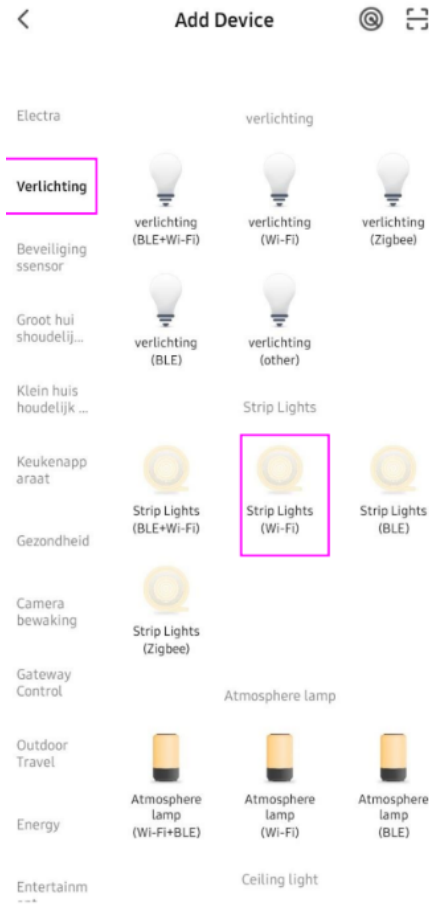 Add Device
Electra
Verlichting
Beveiliging
ssensor
Groot hui
shoudelij...
Klein huis
houdelijk ...
Keukenapp
araat
Gezondheid
Camera
bewaking
Gateway
Control
Outdoor
Travel
Energy
Entertainm
verlichting
verlichting
(BLE+Wi-Fi)
verlichting
(Wi-Fi)
verlichting
(Zigbee)
verlichting
(BLE)
verlichting
(other)
Strip Lights
Strip Lights
(BLE+Wi-Fi)
Strip Lights
(Wi-Fi)
Strip Lights
(BLE)
Strip Lights
(Zigbee)
Atmosphere lamp
Atmosphere
lamp
(Wi-Fi+BLE)
Atmosphere
lamp
(Wi-Fi)
Atmosphere
lamp
(BLE)
Ceiling light